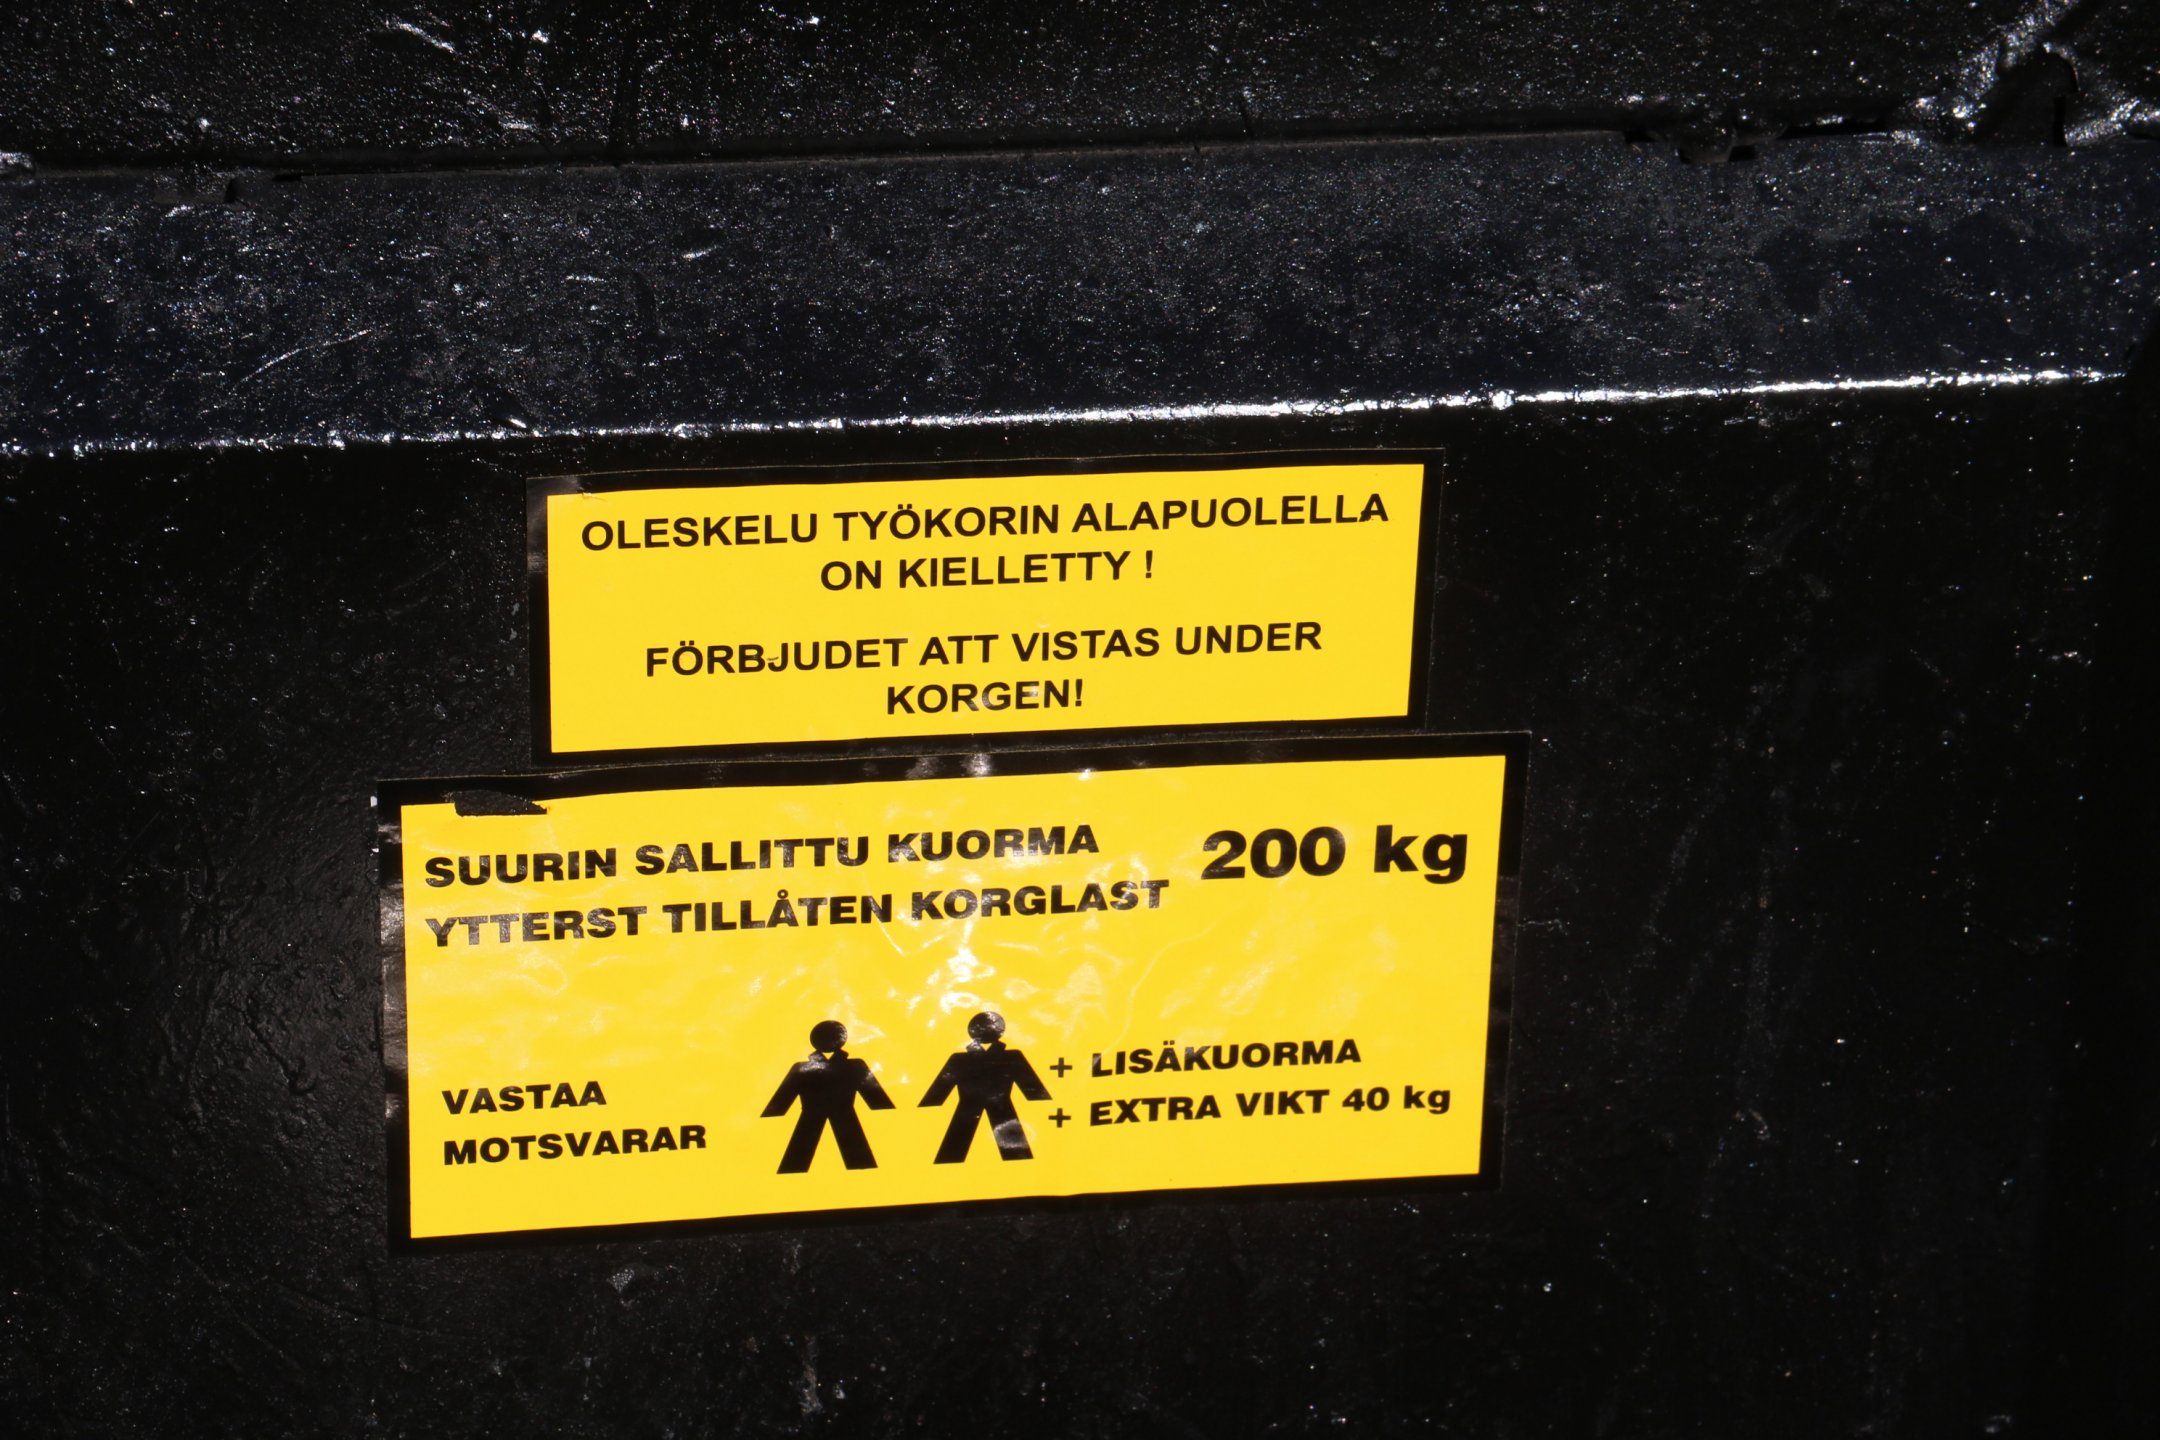 OLESKELU TYÖKORIN ALAPUOLELLA
ON KIELLETTY !
FÖRBJUDET ATT VISTAS UNDER
KORGEN!
SUURIN SALLITTU KUORMA 200 kg
YTTERST TILLÅTEN KORGLAST
VASTAA + LISÄKUORMA
MOTSVARAR + EXTRA VIKT 40 kg